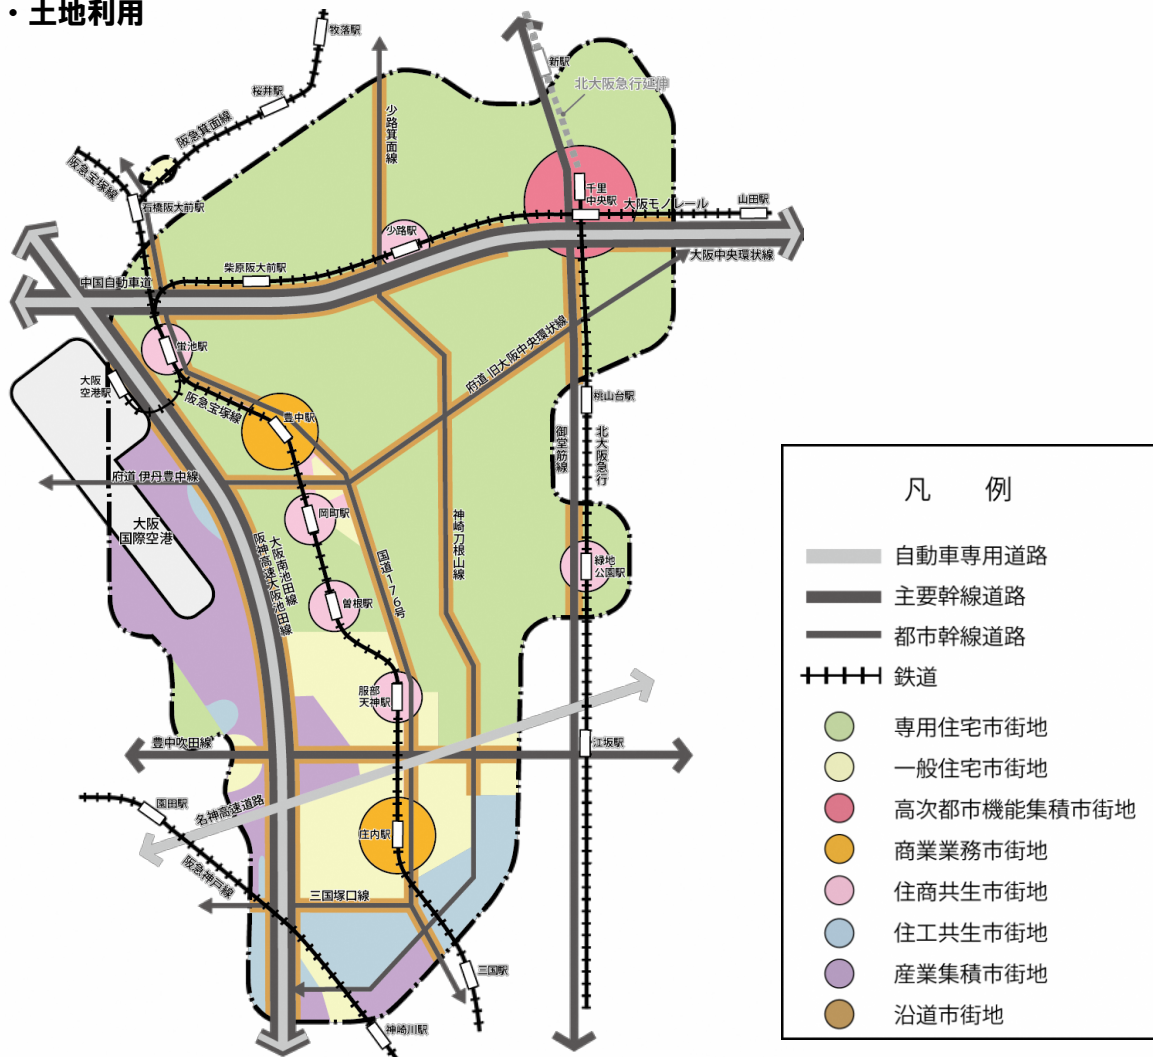 ・土地利用
牧落駅
新駅
北大阪急行延伸
桜井駅
阪急箕面線
少路箕面線
阪急宝塚線
石橋阪大前駅
千里
中央駅
大阪モノレール
山田駅
少路駅
大阪中央環状線
柴原阪大前駅
中国自動車道
蛍池駅
府道 旧大阪中央環状線
大阪
空港駅
阪急宝塚線
豊中駅
桃山台駅
御堂筋線
北大阪急行
府道 伊丹豊中線
岡町駅
神崎刀根山線
大阪
国際空港
大阪南池田線
阪神高速大阪池田線
国道176号
緑地
公園駅
曽根駅
服部
天神駅
豊中吹田線
江坂駅
園田駅
名神高速道路
庄内駅
阪急神戸線
三国塚口線
三国駅
神崎川駅
凡　例
自動車専用道路
主要幹線道路
都市幹線道路
鉄道
専用住宅市街地
一般住宅市街地
高次都市機能集積市街地
商業業務市街地
住商共生市街地
住工共生市街地
産業集積市街地
沿道市街地